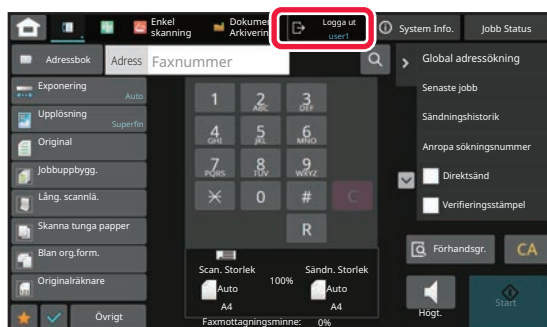 Enkel
skanning
Dokument
Arkivering
Logga ut
user1
System Info.
Jobb Status
Adressbok
Adress
Faxnummer
Global adressökning
Exponering
Auto
Upplösning
Superfin
Original
Jobbuppbygg.
Lång. scannlä.
Skanna tunga
papper
Blan org.form.
Originalräknare
Övrigt
1
2
ABC
3
DEF
4
GHI
5
JKL
6
MNO
7
PQRS
8
TUV
9
WXYZ
0
#
C
R
Scan. Storlek
100%
Sändn. Storlek
Auto
A4
Auto
A4
Faxmottagningsminne: 0%
Senaste jobb
Sändningshistorik
Anropa sökningsnummer
Direktsänd
Verifieringsstämpel
Förhandsgr.
CA
Högt.
Start